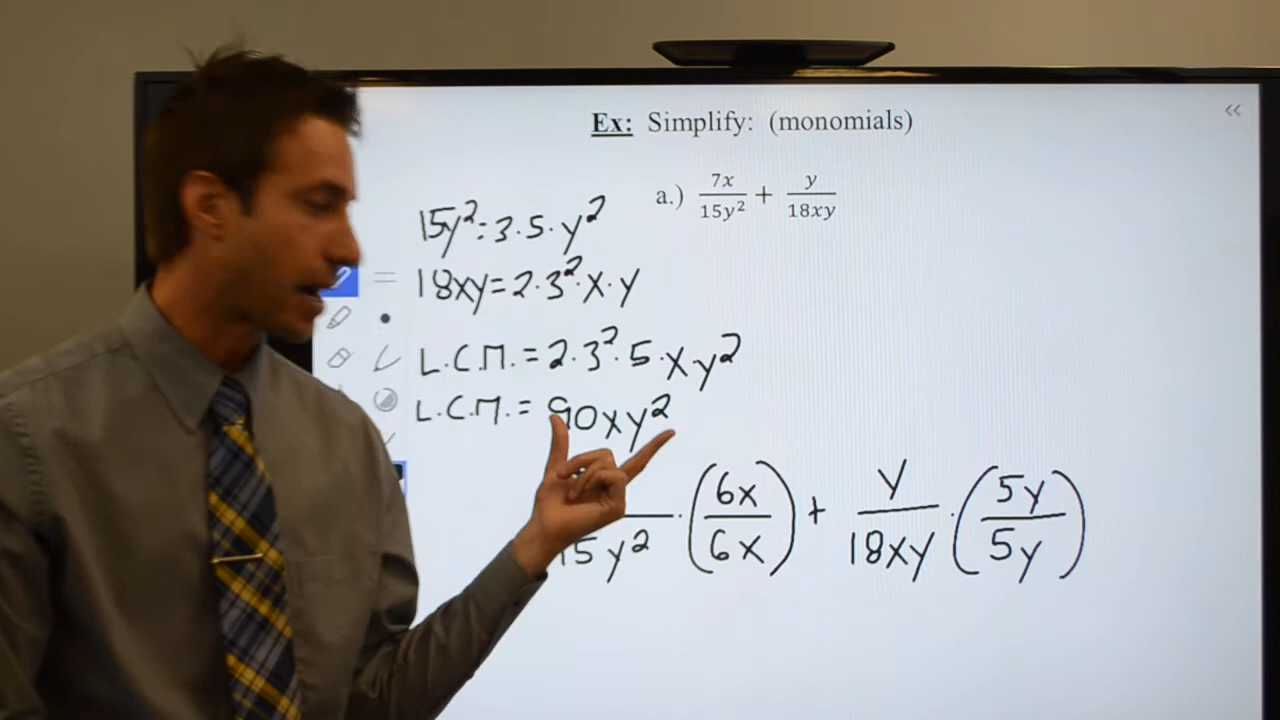 Ex: Simplify: (monomials)
a.) 7x/15y² + y/18xy
15y²=3·5·y²
18xy=2·3²·x·y
L.C.M.=2·3²·5·xy²
L.C.M.=90xy²
15y² · (6x/6x) + y/18xy · (5y/5y)